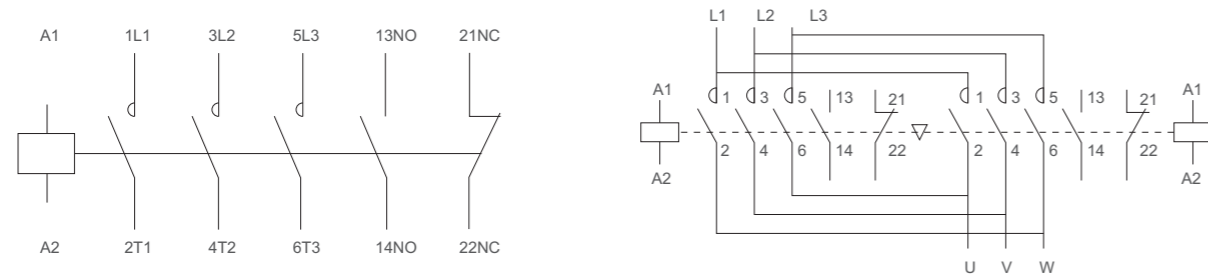 A1 1L1 3L2 5L3 13NO 21NC
A2 2T1 4T2 6T3 14NO 22NC
L1 L2 L3
A1 1 3 5 13 21 1 3 5 13 21 A1
2 4 6 14 22 2 4 6 14 22
A2 A2
U V W